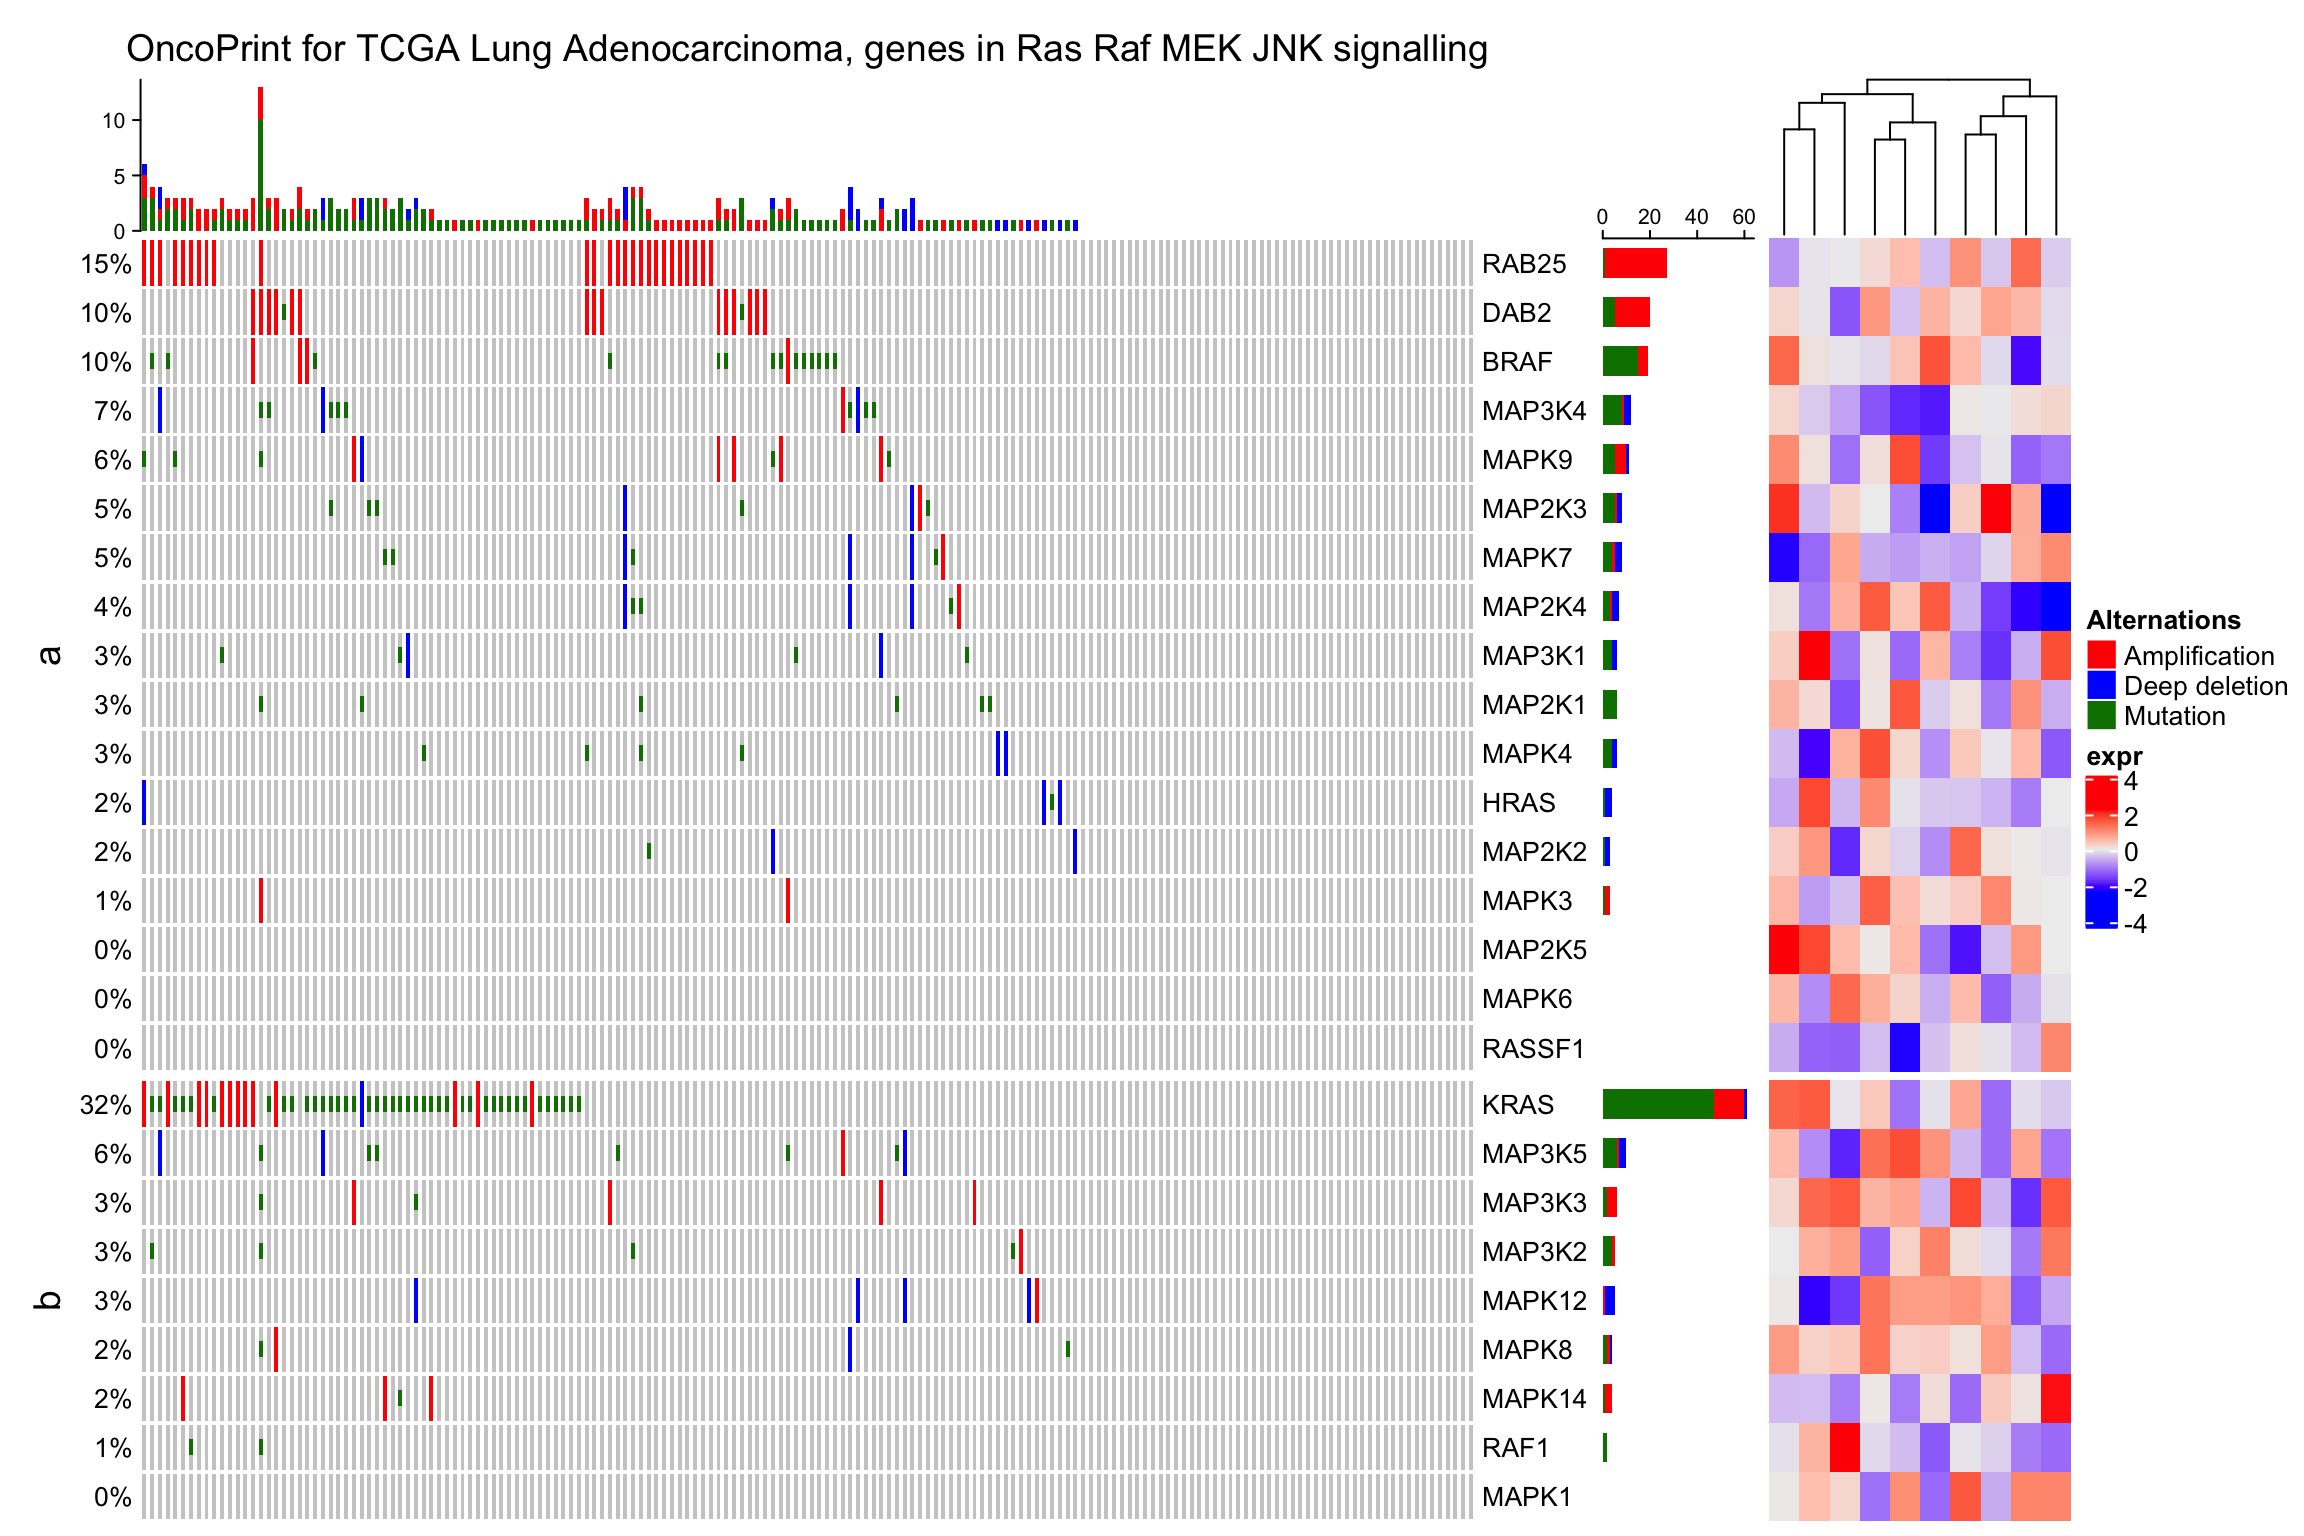 OncoPrint for TCGA Lung Adenocarcinoma, genes in Ras Raf MEK JNK signalling
10
5
0
0 20 40 60
a
15% RAB25
10% DAB2
10% BRAF
7% MAP3K4
6% MAPK9
5% MAP2K3
5% MAPK7
4% MAP2K4
3% MAP3K1
3% MAP2K1
3% MAPK4
2% HRAS
2% MAP2K2
1% MAPK3
0% MAP2K5
0% MAPK6
0% RASSF1
b
32% KRAS
6% MAP3K5
3% MAP3K3
3% MAP3K2
3% MAPK12
2% MAPK8
2% MAPK14
1% RAF1
0% MAPK1
Alternations
Amplification
Deep deletion
Mutation
expr
4
2
0
-2
-4